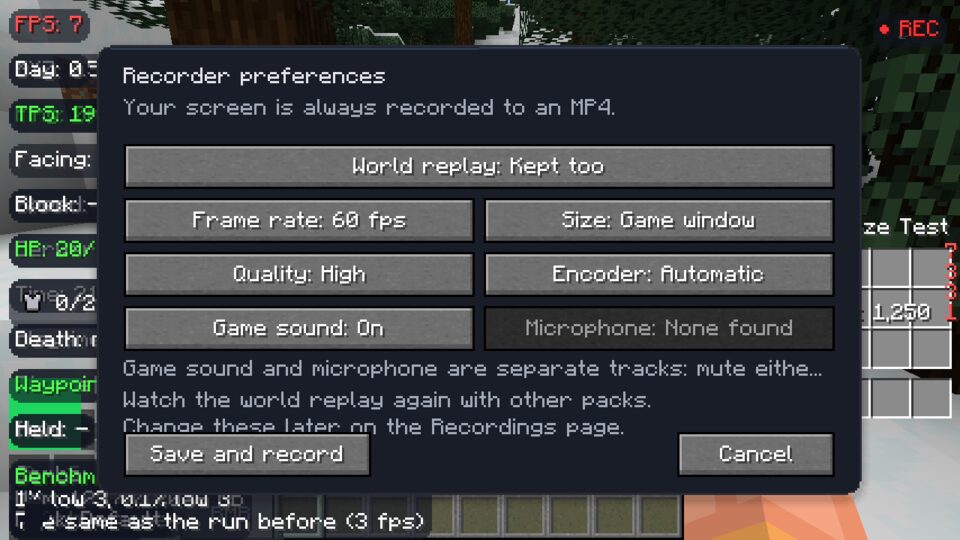 FPS: 7
REC
Day: 0.5
TPS: 19
Facing:
Block: -
HP: 20/
0/2
Death:
Waypoin
Held: -
Benchm
Recorder preferences
Your screen is always recorded to an MP4.
World replay: Kept too
Frame rate: 60 fps
Size: Game window
Quality: High
Encoder: Automatic
Game sound: On
Microphone: None found
Game sound and microphone are separate tracks: mute eithe...
Watch the world replay again with other packs.
Change these later on the Recordings page.
Save and record
Cancel
ze Test
1,250
same as the run before (3 fps)